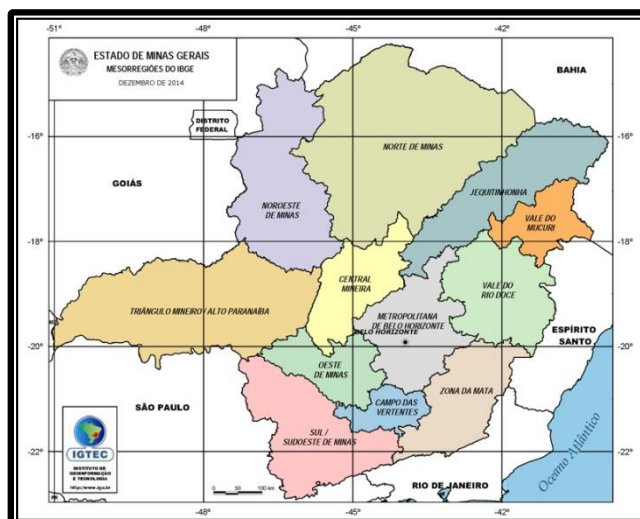 -51° -48° -45° -42°
ESTADO DE MINAS GERAIS
MESORREGIÕES DO IBGE
DEZEMBRO DE 2014
BAHIA
DISTRITO
FEDERAL
-16° -16°
NORTE DE MINAS
GOIÁS
JEQUITINHONHA
NOROESTE
DE MINAS
VALE DO
MUCURI
-18° -18°
CENTRAL
MINEIRA
VALE DO
RIO DOCE
TRIÂNGULO MINEIRO / ALTO PARANAÍBA
METROPOLITANA
DE BELO HORIZONTE
BELO HORIZONTE
ESPÍRITO
SANTO
-20° -20°
OESTE
DE MINAS
ZONA DA MATA
CAMPO DAS
VERTENTES
SÃO PAULO
SUL /
SUDOESTE DE MINAS
Oceano Atlântico
IGTEC
INSTITUTO DE
GEOINFORMAÇÃO
E TECNOLOGIA
-22° -22°
0 50 100 km
RIO DE JANEIRO
-48° -45° -42°